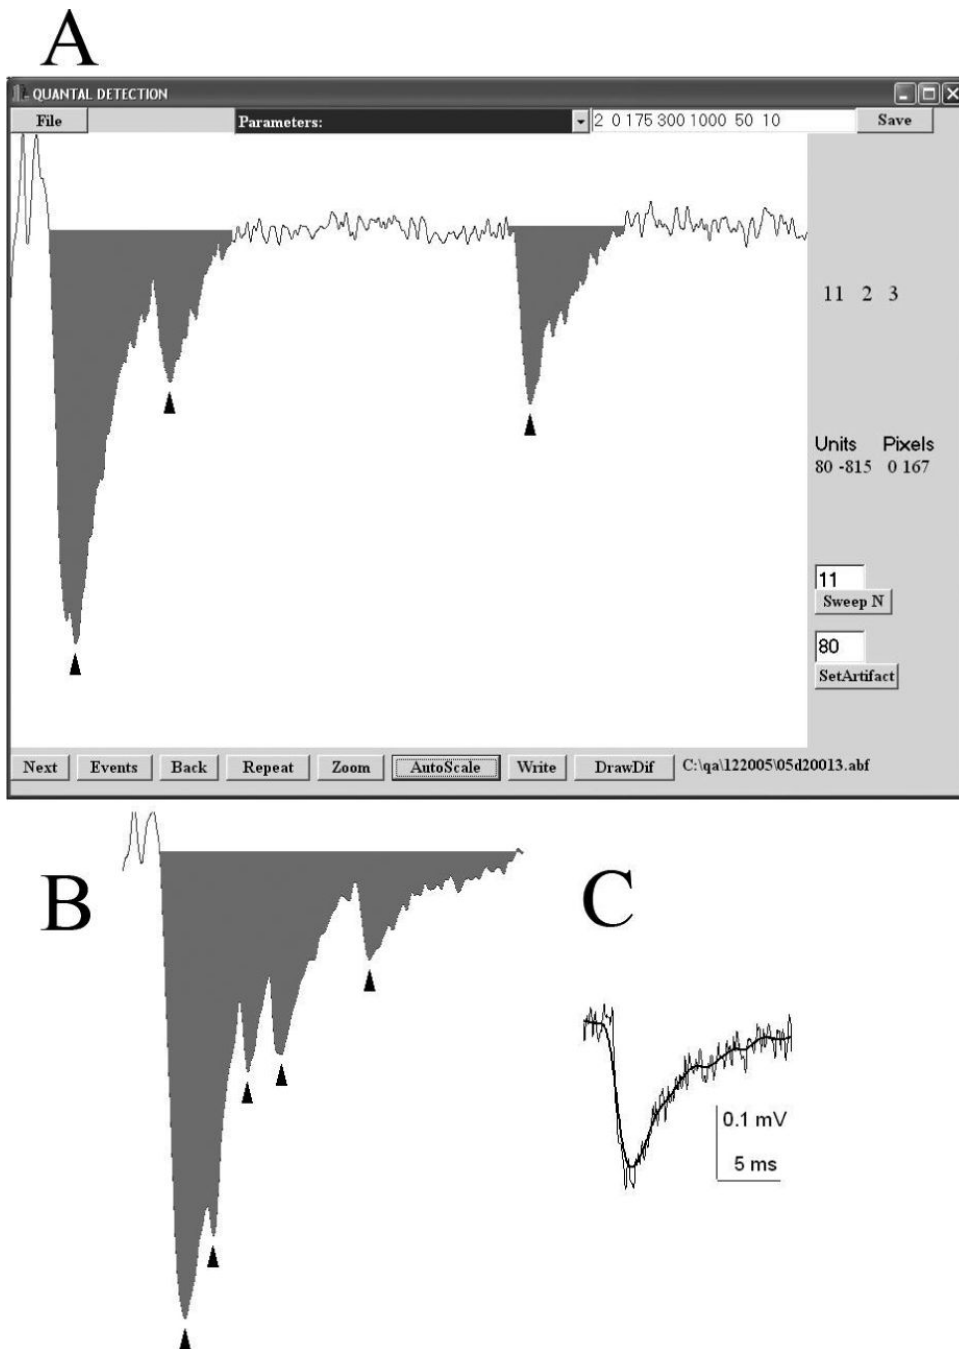 A
QUANTAL DETECTION
File Parameters: 2 0 175 300 1000 50 10 Save
11 2 3
Units Pixels
80 -815 0 167
11
Sweep N
80
SetArtifact
Next Events Back Repeat Zoom AutoScale Write DrawDif C:\qa\122005\05d20013.abf
B
C
0.1 mV
5 ms